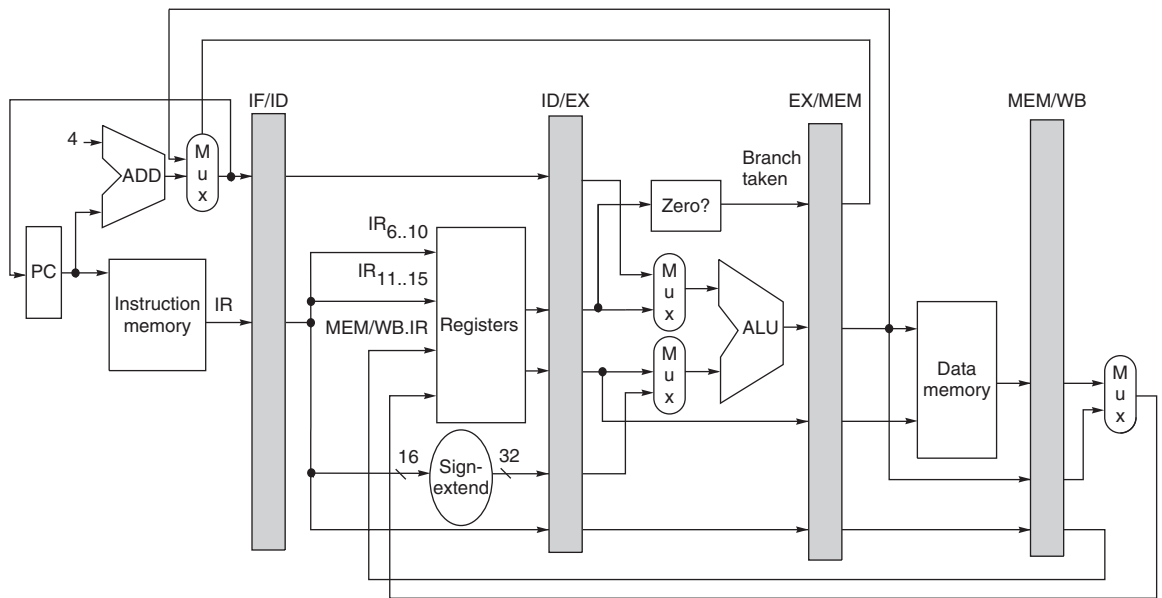 IF/ID
ID/EX
EX/MEM
MEM/WB
4
ADD
M
u
x
Branch
taken
Zero?
PC
Instruction
memory
IR
IR6..10
IR11..15
MEM/WB.IR
Registers
M
u
x
M
u
x
ALU
Data
memory
M
u
x
16
Sign-
extend
32